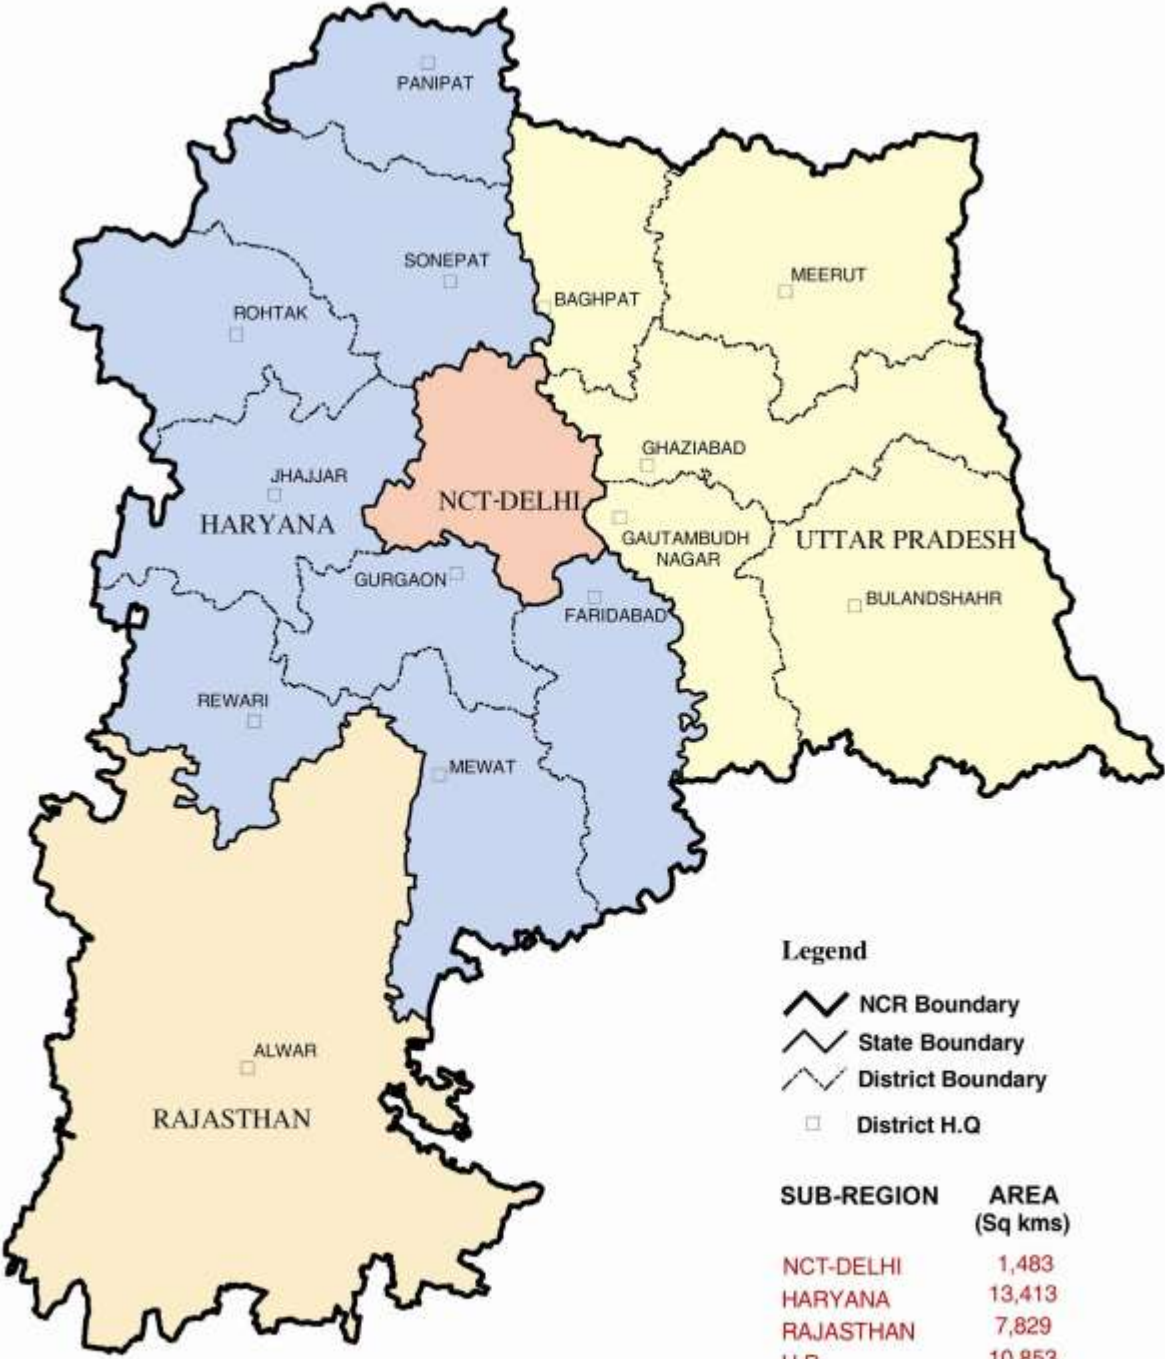 PANIPAT
SONEPAT
MEERUT
BAGHPAT
ROHTAK
GHAZIABAD
JHAJJAR
NCT-DELHI
HARYANA
GAUTAMBUDH
NAGAR
UTTAR PRADESH
GURGAON
BULANDSHAHR
FARIDABAD
REWARI
MEWAT
ALWAR
RAJASTHAN
Legend
NCR Boundary
State Boundary
District Boundary
District H.Q
SUB-REGION AREA
(Sq kms)
NCT-DELHI 1,483
HARYANA 13,413
RAJASTHAN 7,829
10,853